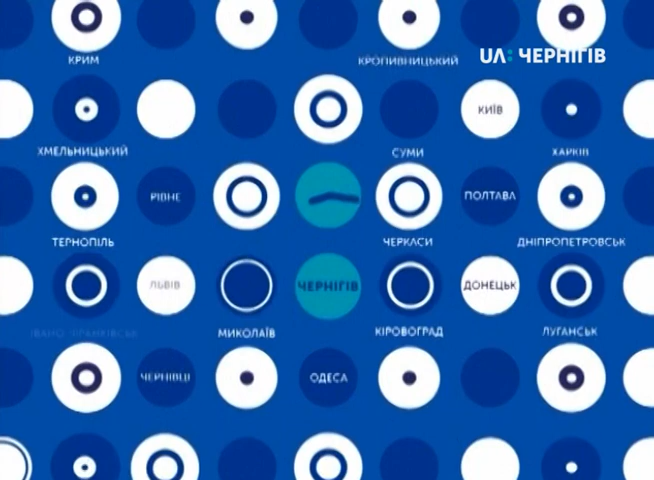 UA: ЧЕРНІГІВ
КРИМ
КРОПИВНИЦЬКИЙ
КИЇВ
ХМЕЛЬНИЦЬКИЙ
СУМИ
ХАРКІВ
РІВНЕ
ПОЛТАВА
ТЕРНОПІЛЬ
ЧЕРКАСИ
ДНІПРОПЕТРОВСЬК
ЛЬВІВ
ЧЕРНІГІВ
ДОНЕЦЬК
МИКОЛАЇВ
КІРОВОГРАД
ЛУГАНСЬК
ЧЕРНІВЦІ
ОДЕСА